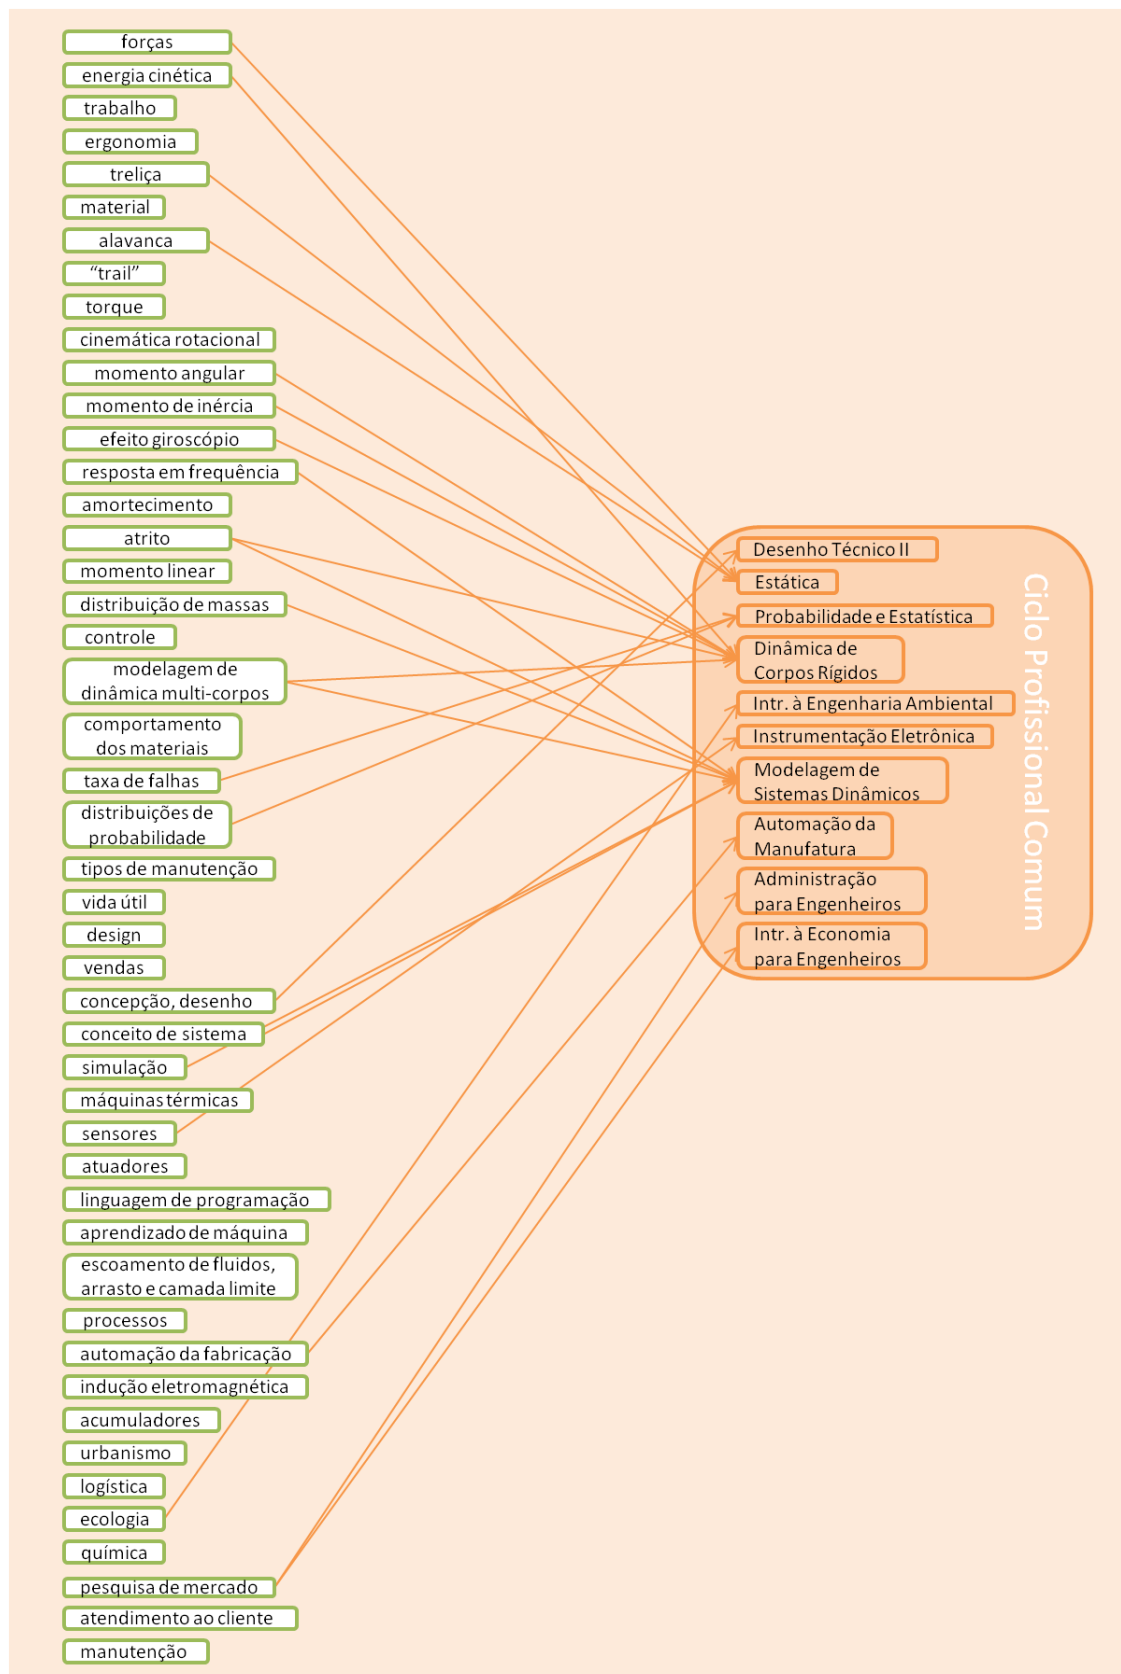 forças
energia cinética
trabalho
ergonomia
treliça
material
alavanca
“trail”
torque
cinemática rotacional
momento angular
momento de inércia
efeito giroscópio
resposta em frequência
amortecimento
atrito
momento linear
distribuição de massas
controle
modelagem de
dinâmica multi-corpos
comportamento
dos materiais
taxa de falhas
distribuições de
probabilidade
tipos de manutenção
vida útil
design
vendas
concepção, desenho
conceito de sistema
simulação
máquinas térmicas
sensores
atuadores
linguagem de programação
aprendizado de máquina
escoamento de fluidos,
arrasto e camada limite
processos
automação da fabricação
indução eletromagnética
acumuladores
urbanismo
logística
ecologia
química
pesquisa de mercado
atendimento ao cliente
manutenção
Desenho Técnico II
Estática
Probabilidade e Estatística
Dinâmica de
Corpos Rígidos
Intr. à Engenharia Ambiental
Instrumentação Eletrônica
Modelagem de
Sistemas Dinâmicos
Automação da
Manufatura
Administração
para Engenheiros
Intr. à Economia
para Engenheiros
Ciclo Profissional Comum